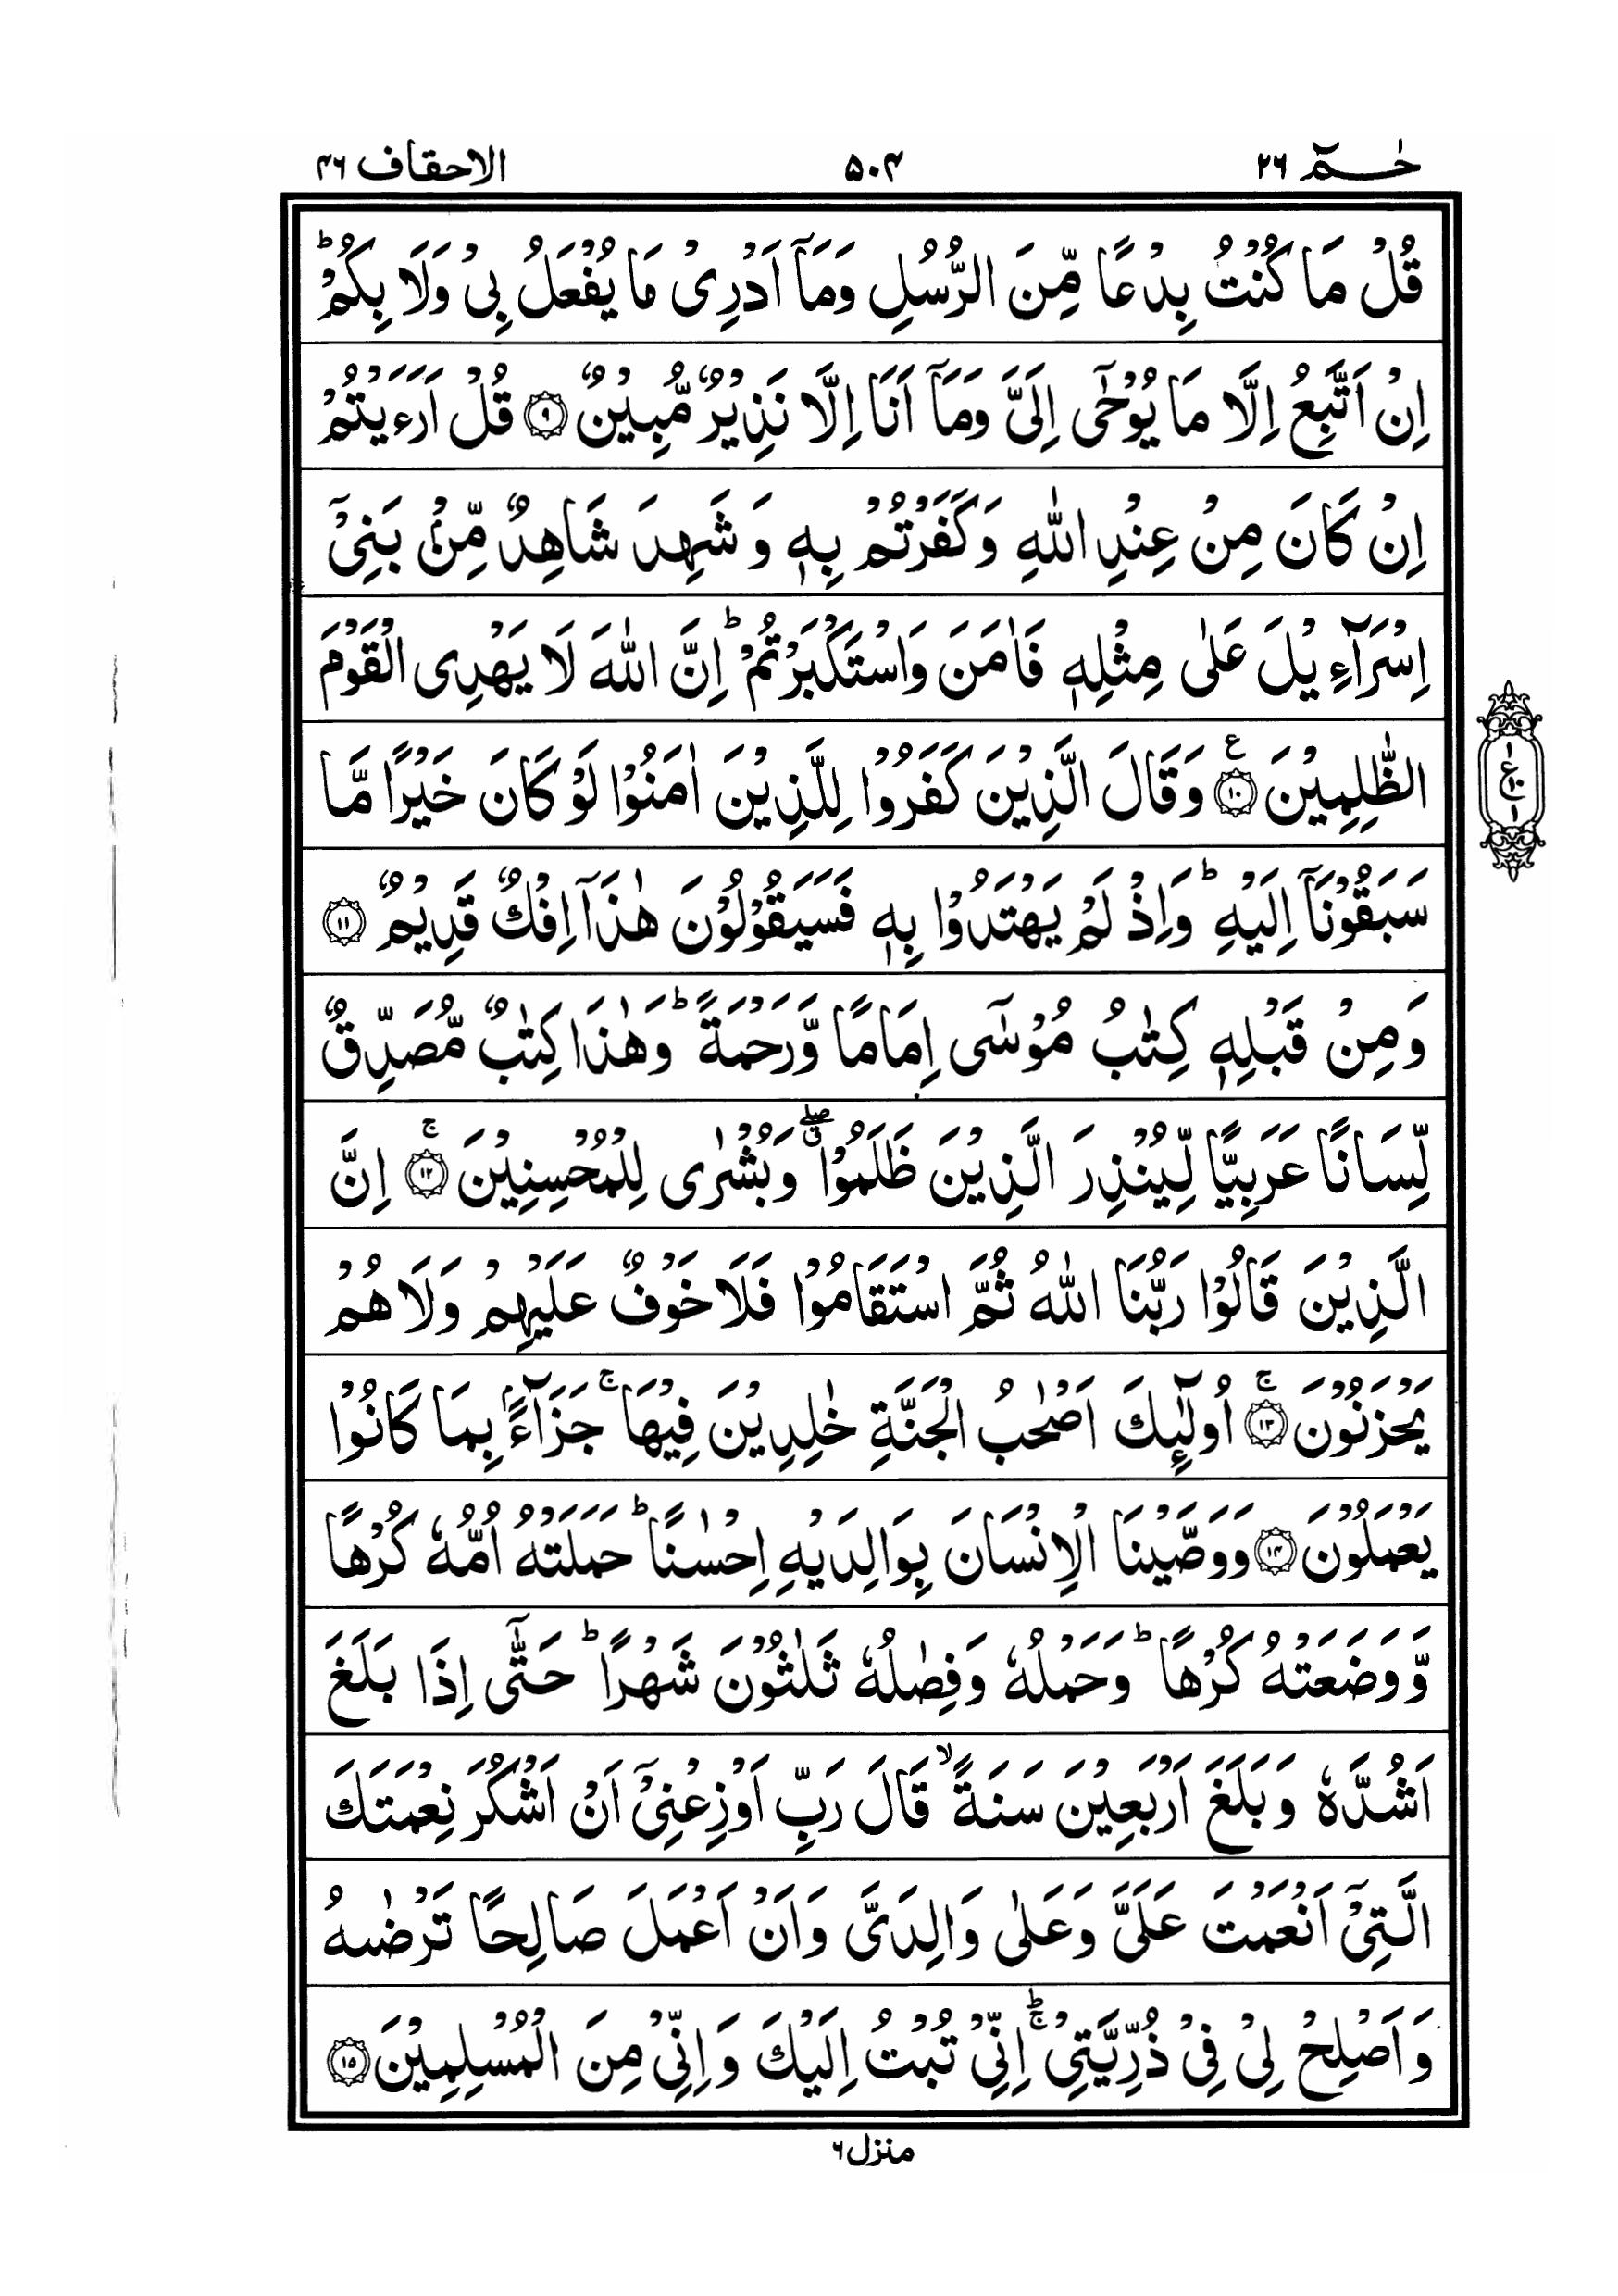 حٰمٓ ٢٦ ٥٠٤ الاحقاف ٤٦
قُلْ مَا كُنْتُ بِدْعًا مِّنَ الرُّسُلِ وَمَآ اَدْرِىْ مَا يُفْعَلُ بِىْ وَلَا بِكُمْ ؕ
اِنْ اَتَّبِعُ اِلَّا مَا يُوْحٰٓى اِلَىَّ وَمَآ اَنَا اِلَّا نَذِيْرٌ مُّبِيْنٌ ۝٩ قُلْ اَرَءَيْتُمْ
اِنْ كَانَ مِنْ عِنْدِ اللّٰهِ وَكَفَرْتُمْ بِهٖ وَشَهِدَ شَاهِدٌ مِّنْۢ بَنِىْٓ
اِسْرَآءِيْلَ عَلٰى مِثْلِهٖ فَاٰمَنَ وَاسْتَكْبَرْتُمْ ؕ اِنَّ اللّٰهَ لَا يَهْدِى الْقَوْمَ
الظّٰلِمِيْنَ ۝١٠ ع وَقَالَ الَّذِيْنَ كَفَرُوْا لِلَّذِيْنَ اٰمَنُوْا لَوْ كَانَ خَيْرًا مَّا
سَبَقُوْنَآ اِلَيْهِ ؕ وَاِذْ لَمْ يَهْتَدُوْا بِهٖ فَسَيَقُوْلُوْنَ هٰذَآ اِفْكٌ قَدِيْمٌ ۝١١
وَمِنْ قَبْلِهٖ كِتٰبُ مُوْسٰٓى اِمَامًا وَّرَحْمَةً ؕ وَهٰذَا كِتٰبٌ مُّصَدِّقٌ
لِّسَانًا عَرَبِيًّا لِّيُنْذِرَ الَّذِيْنَ ظَلَمُوْا ۖ ق وَبُشْرٰى لِلْمُحْسِنِيْنَ ۝١٢ ۚ اِنَّ
الَّذِيْنَ قَالُوْا رَبُّنَا اللّٰهُ ثُمَّ اسْتَقَامُوْا فَلَا خَوْفٌ عَلَيْهِمْ وَلَا هُمْ
يَحْزَنُوْنَ ۝١٣ ۚ اُولٰٓئِكَ اَصْحٰبُ الْجَنَّةِ خٰلِدِيْنَ فِيْهَا ۚ جَزَآءًۢ بِمَا كَانُوْا
يَعْمَلُوْنَ ۝١٤ وَوَصَّيْنَا الْاِنْسَانَ بِوَالِدَيْهِ اِحْسٰنًا ؕ حَمَلَتْهُ اُمُّهٗ كُرْهًا
وَّوَضَعَتْهُ كُرْهًا ؕ وَحَمْلُهٗ وَفِصٰلُهٗ ثَلٰثُوْنَ شَهْرًا ؕ حَتّٰٓى اِذَا بَلَغَ
اَشُدَّهٗ وَبَلَغَ اَرْبَعِيْنَ سَنَةً ۙ قَالَ رَبِّ اَوْزِعْنِىْٓ اَنْ اَشْكُرَ نِعْمَتَكَ
الَّتِىْٓ اَنْعَمْتَ عَلَىَّ وَعَلٰى وَالِدَىَّ وَاَنْ اَعْمَلَ صَالِحًا تَرْضٰىهُ
وَاَصْلِحْ لِىْ فِىْ ذُرِّيَّتِىْ ؕۚ اِنِّىْ تُبْتُ اِلَيْكَ وَاِنِّىْ مِنَ الْمُسْلِمِيْنَ ۝١٥
١ ع ١٠ ١
منزل ٦